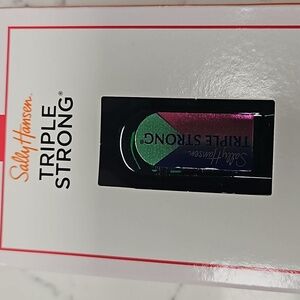 Sally Hansen.
TRIPLE
STRONG®
Sally Hansen
TRIPLE STRONG®